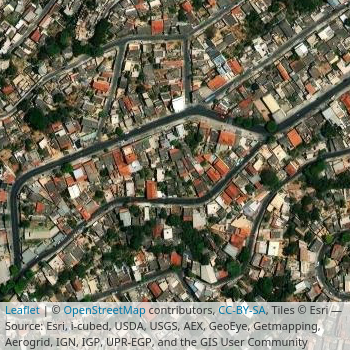 Leaflet | © OpenStreetMap contributors, CC-BY-SA, Tiles © Esri —
Source: Esri, i-cubed, USDA, USGS, AEX, GeoEye, Getmapping,
Aerogrid, IGN, IGP, UPR-EGP, and the GIS User Community